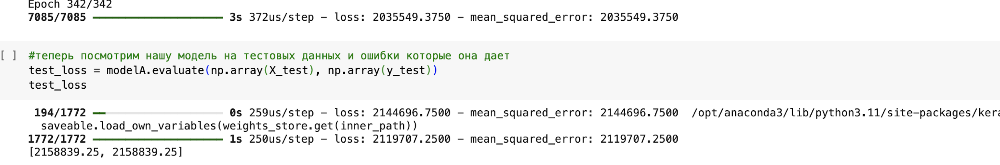 Epoch 342/342
7085/7085 3s 372us/step – loss: 2035549.3750 – mean_squared_error: 2035549.3750
[ ] #теперь посмотрим нашу модель на тестовых данных и ошибки которые она дает
test_loss = modelA.evaluate(np.array(X_test), np.array(y_test))
test_loss
194/1772 0s 259us/step – loss: 2144696.7500 – mean_squared_error: 2144696.7500 /opt/anaconda3/lib/python3.11/site-packages/kera
saveable.load_own_variables(weights_store.get(inner_path))
1772/1772 1s 250us/step – loss: 2119707.2500 – mean_squared_error: 2119707.2500
[2158839.25, 2158839.25]